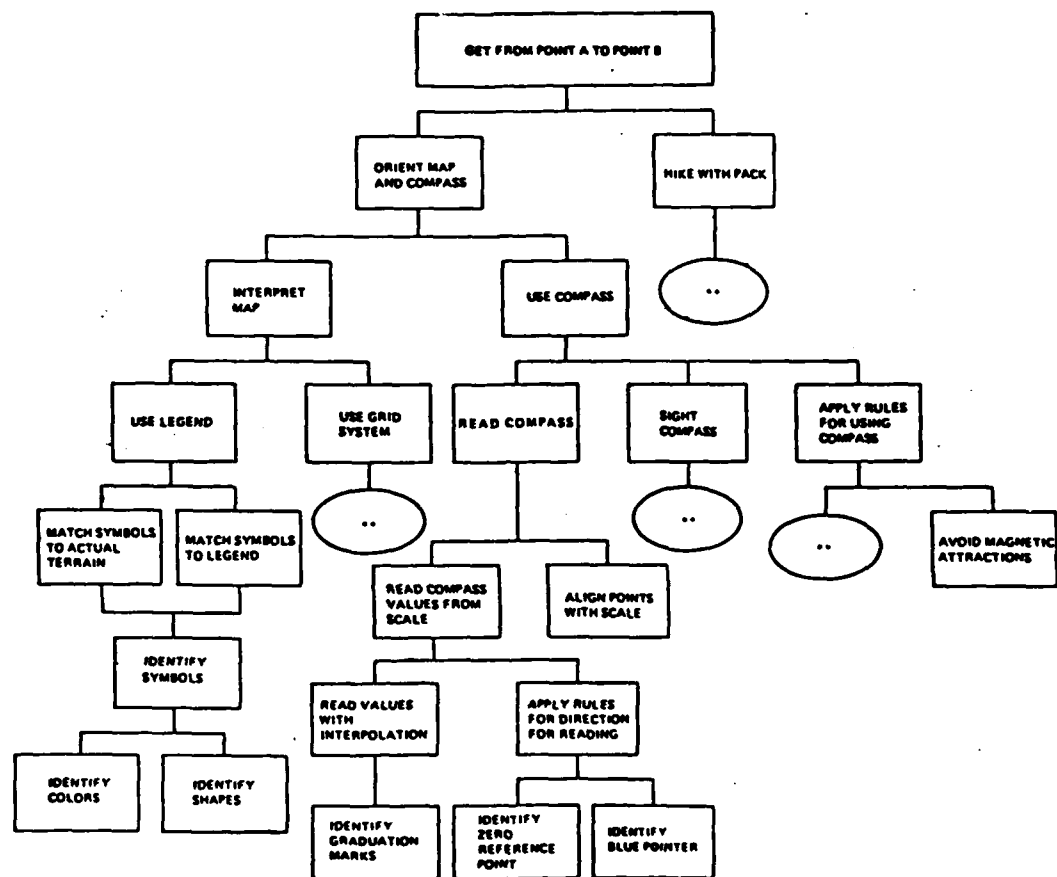 GET FROM POINT A TO POINT B
ORIENT MAP
AND COMPASS
HIKE WITH PACK
INTERPRET
MAP
USE COMPASS
••
USE LEGEND
USE GRID
SYSTEM
READ COMPASS
SIGHT
COMPASS
APPLY RULES
FOR USING
COMPASS
MATCH SYMBOLS
TO ACTUAL
TERRAIN
MATCH SYMBOLS
TO LEGEND
••
••
••
AVOID MAGNETIC
ATTRACTIONS
READ COMPASS
VALUES FROM
SCALE
ALIGN POINTS
WITH SCALE
IDENTIFY
SYMBOLS
READ VALUES
WITH
INTERPOLATION
APPLY RULES
FOR DIRECTION
FOR READING
IDENTIFY
COLORS
IDENTIFY
SHAPES
IDENTIFY
GRADUATION
MARKS
IDENTIFY
ZERO
REFERENCE
POINT
IDENTIFY
BLUE POINTER